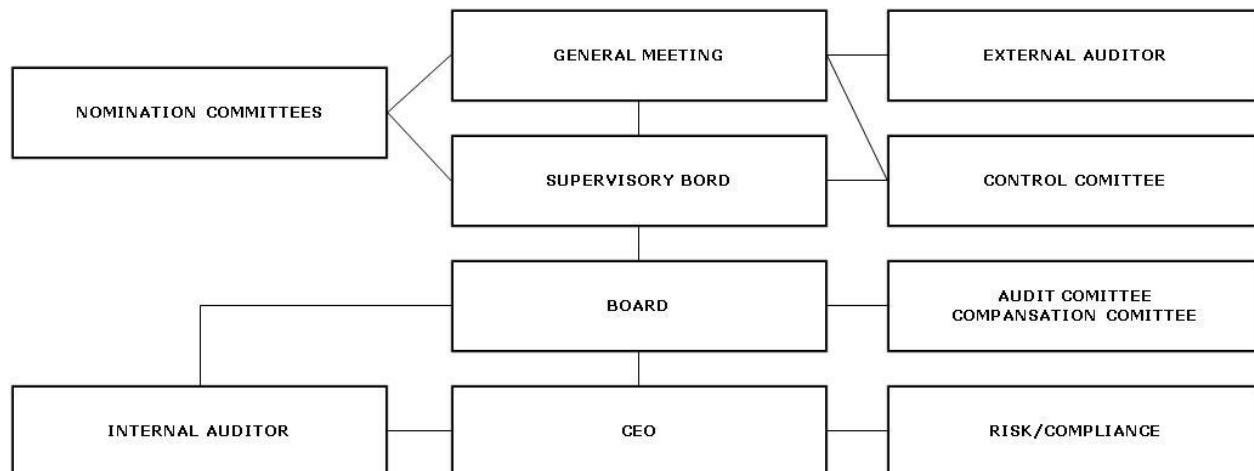 GENERAL MEETING
EXTERNAL AUDITOR
NOMINATION COMMITTEES
SUPERVISORY BORD
CONTROL COMITTEE
BOARD
AUDIT COMITTEE
COMPANSATION COMITTEE
INTERNAL AUDITOR
CEO
RISK/COMPLIANCE